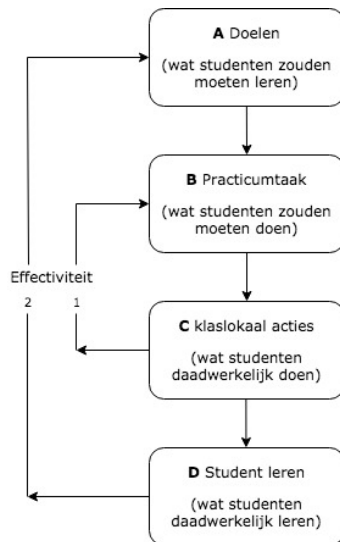 A Doelen
(wat studenten zouden
moeten leren)
B Practicumtaak
(wat studenten zouden
moeten doen)
Effectiviteit
2 1
C klaslokaal acties
(wat studenten
daadwerkelijk doen)
D Student leren
(wat studenten
daadwerkelijk leren)